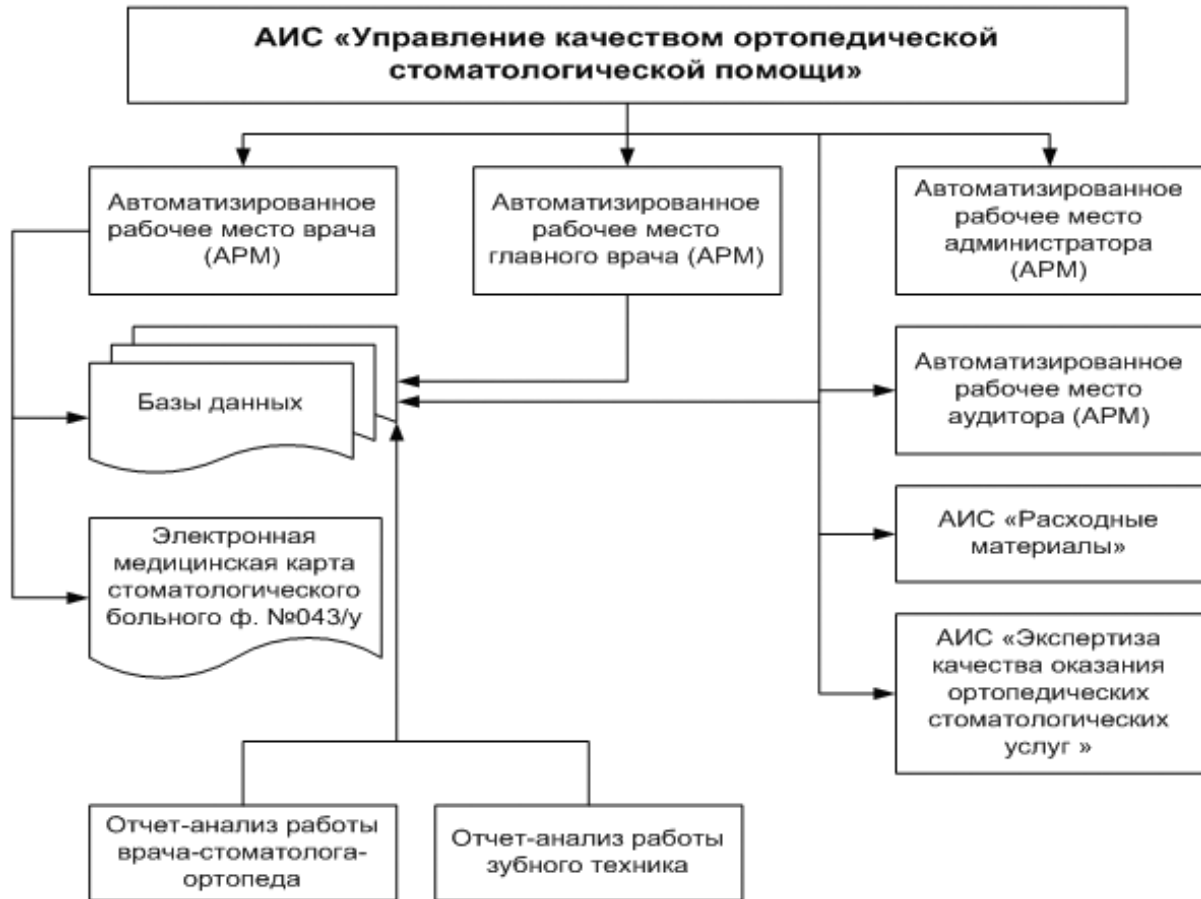 АИС «Управление качеством ортопедической
стоматологической помощи»
Автоматизированное
рабочее место врача
(АРМ)
Автоматизированное
рабочее место
главного врача (АРМ)
Автоматизированное
рабочее место
администратора
(АРМ)
Базы данных
Автоматизированное
рабочее место
аудитора (АРМ)
Электронная
медицинская карта
стоматологического
больного ф. №043/у
АИС «Расходные
материалы»
АИС «Экспертиза
качества оказания
ортопедических
стоматологических
услуг »
Отчет-анализ работы
врача-стоматолога-
ортопеда
Отчет-анализ работы
зубного техника